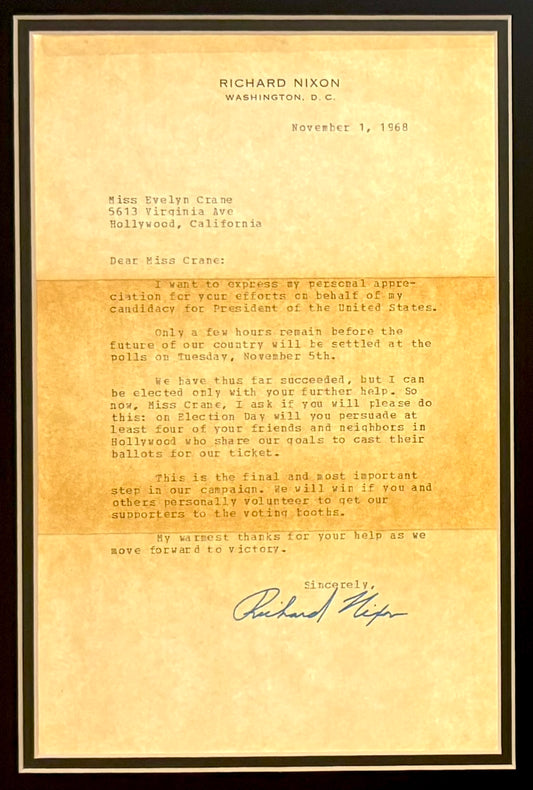 RICHARD NIXON
WASHINGTON, D. C.
November 1, 1968
Miss Evelyn Crane
5613 Virginia Ave
Hollywood, California
Dear Miss Crane:
I want to express my personal appre-
ciation for your efforts on behalf of my
candidacy for President of the United States.
Only a few hours remain before the
future of our country will be settled at the
polls on Tuesday, November 5th.
We have thus far succeeded, but I can
be elected only with your further help. So
now, Miss Crane, I ask if you will please do
this: on Election Day will you persuade at
least four of your friends and neighbors in
Hollywood who share our goals to cast their
ballots for our ticket.
This is the final and most important
step in our campaign. We will win if you and
others personally volunteer to get our
supporters to the voting booths.
My warmest thanks for your help as we
move forward to victory.
Sincerely,
Richard Nixon